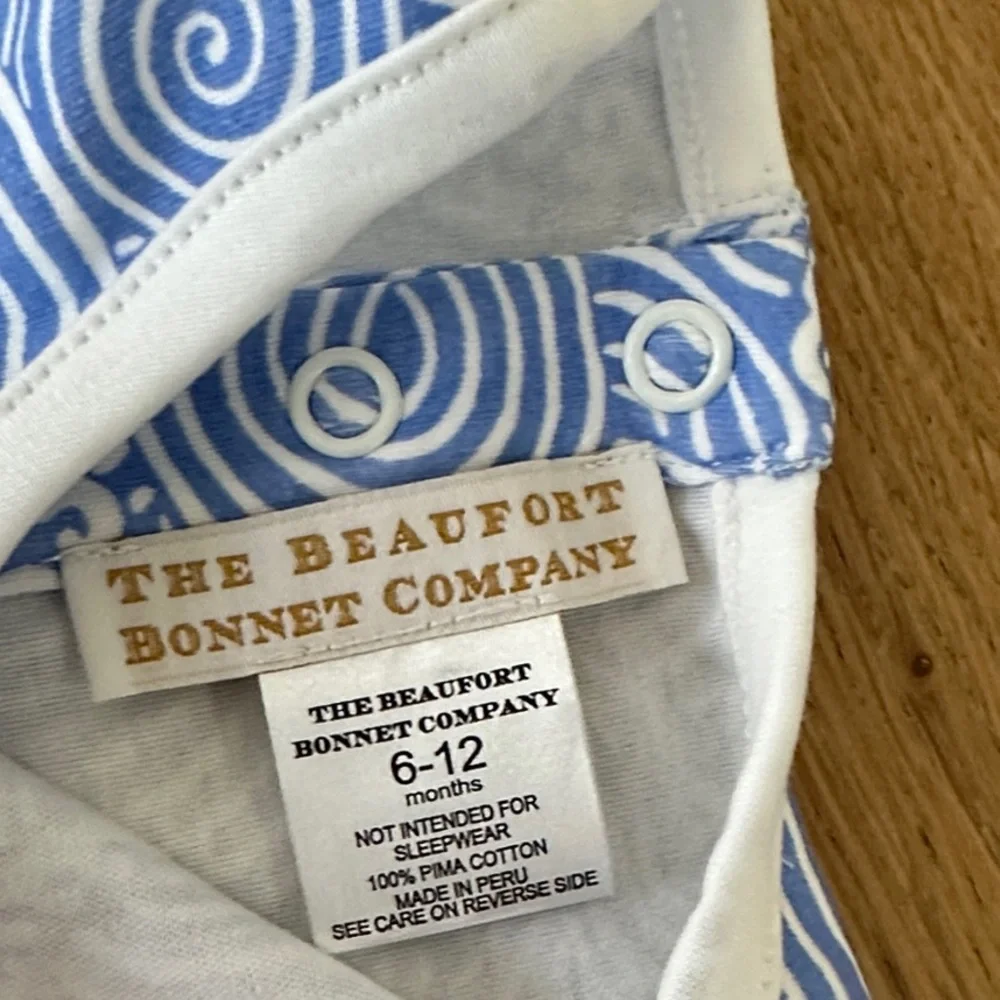 THE BEAUFORT
BONNET COMPANY
THE BEAUFORT
BONNET COMPANY
6-12
months
NOT INTENDED FOR
SLEEPWEAR
100% PIMA COTTON
MADE IN PERU
SEE CARE ON REVERSE SIDE